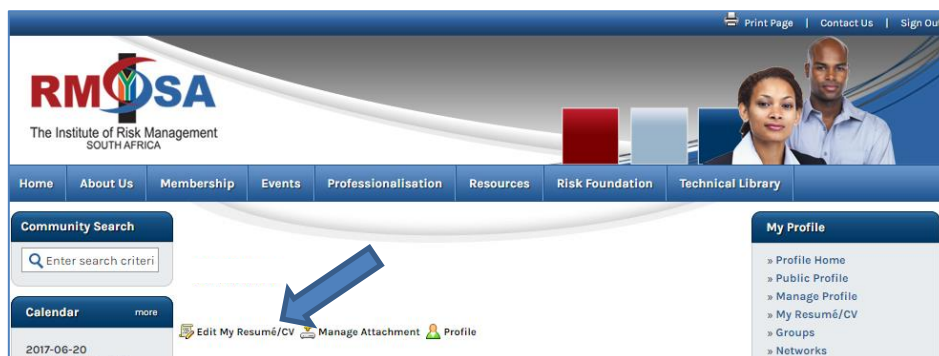 Print Page | Contact Us | Sign Ou
RMSA
The Institute of Risk Management
SOUTH AFRICA
Home About Us Membership Events Professionalisation Resources Risk Foundation Technical Library
Community Search
Enter search criteri
Calendar more
2017-06-20
Edit My Resumé/CV Manage Attachment Profile
My Profile
» Profile Home
» Public Profile
» Manage Profile
» My Resumé/CV
» Groups
» Networks